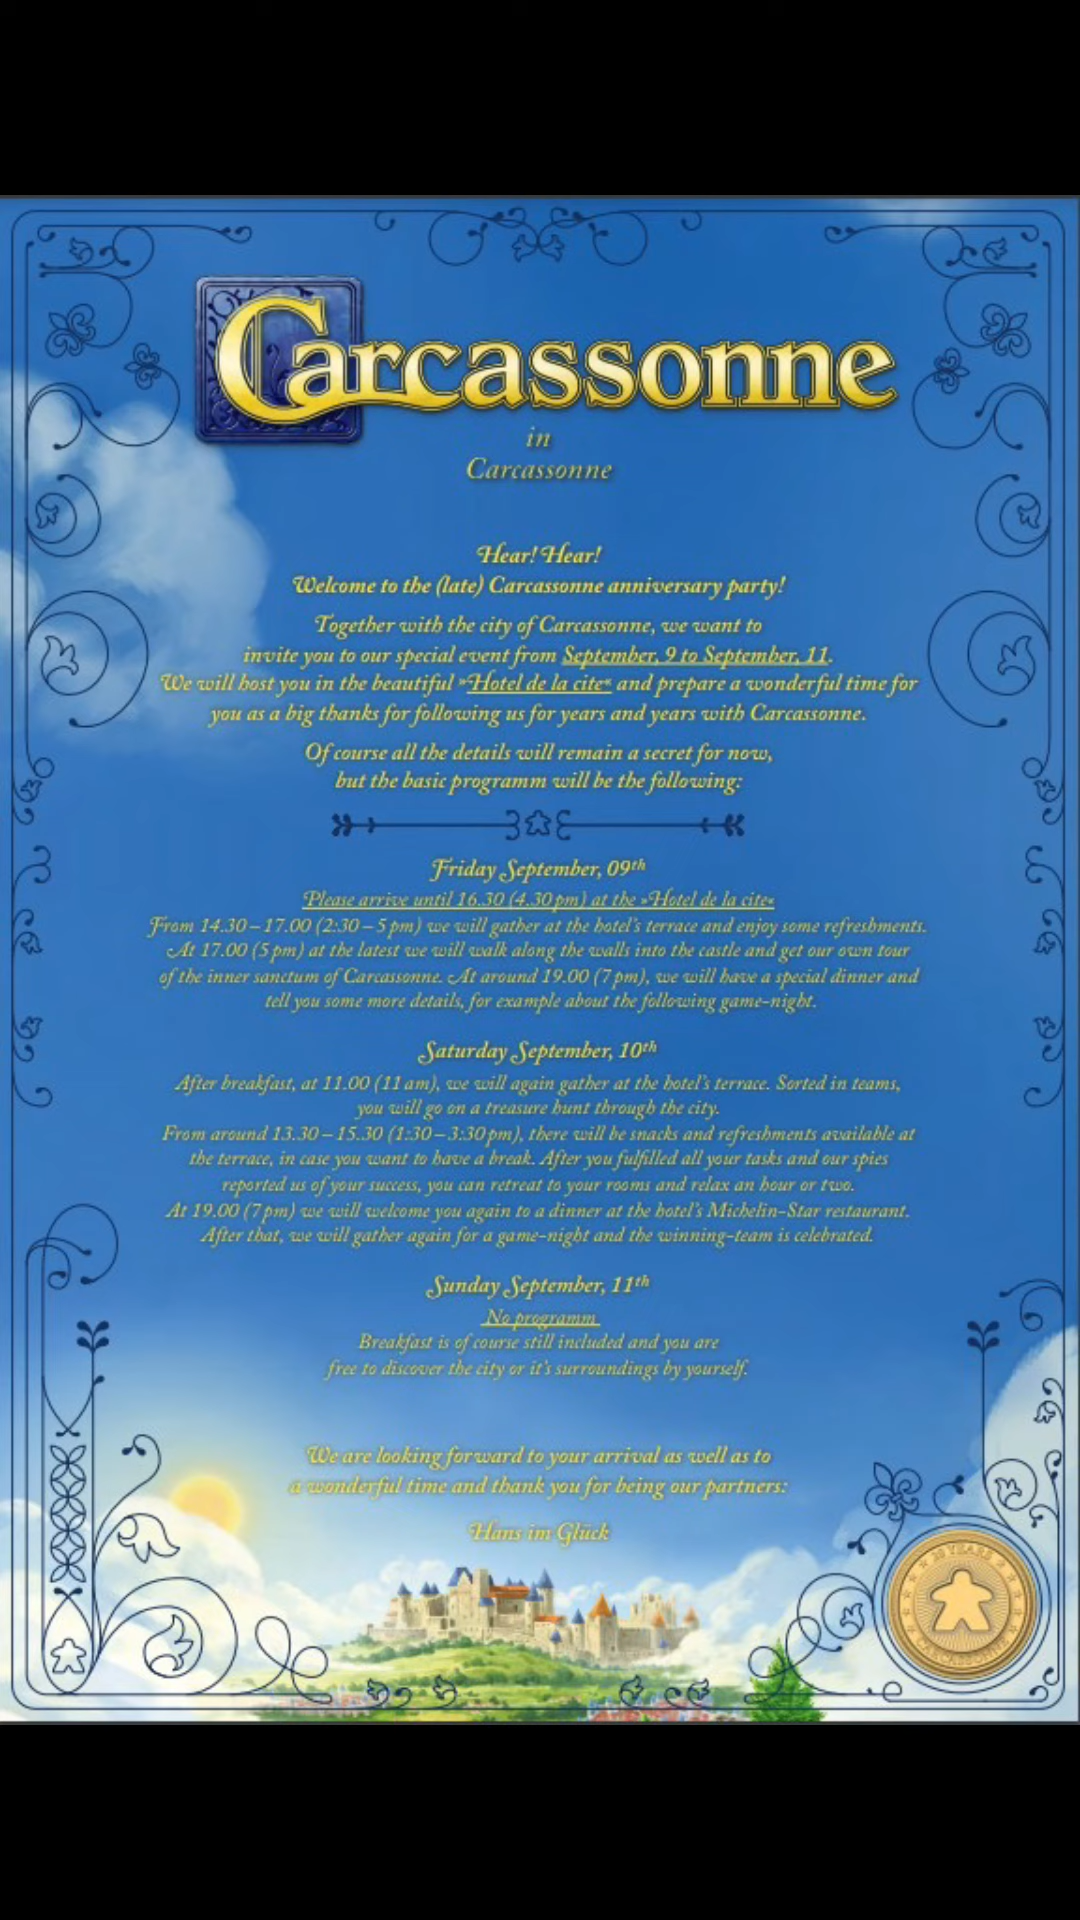 Carcassonne
in
Carcassonne
Hear! Hear!
Welcome to the (late) Carcassonne anniversary party!
Together with the city of Carcassonne, we want to
invite you to our special event from September, 9 to September, 11.
We will host you in the beautiful »Hotel de la cite« and prepare a wonderful time for
you as a big thanks for following us for years and years with Carcassonne.
Of course all the details will remain a secret for now,
but the basic programm will be the following:
Friday September, 09th
Please arrive until 16.30 (4.30pm) at the »Hotel de la cite«
From 14.30–17.00 (2:30–5pm) we will gather at the hotel's terrace and enjoy some refreshments.
At 17.00 (5pm) at the latest we will walk along the walls into the castle and get our own tour
of the inner sanctum of Carcassonne. At around 19.00 (7pm), we will have a special dinner and
tell you some more details, for example about the following game-night.
Saturday September, 10th
After breakfast, at 11.00 (11am), we will again gather at the hotel's terrace. Sorted in teams,
you will go on a treasure hunt through the city.
From around 13.30–15.30 (1:30–3:30pm), there will be snacks and refreshments available at
the terrace, in case you want to have a break. After you fulfilled all your tasks and our spies
reported us of your success, you can retreat to your rooms and relax an hour or two.
At 19.00 (7pm) we will welcome you again to a dinner at the hotel's Michelin-Star restaurant.
After that, we will gather again for a game-night and the winning-team is celebrated.
Sunday September, 11th
No programm
Breakfast is of course still included and you are
free to discover the city or it's surroundings by yourself.
We are looking forward to your arrival as well as to
a wonderful time and thank you for being our partners:
Hans im Glück
20 YEARS
CARCASSONNE